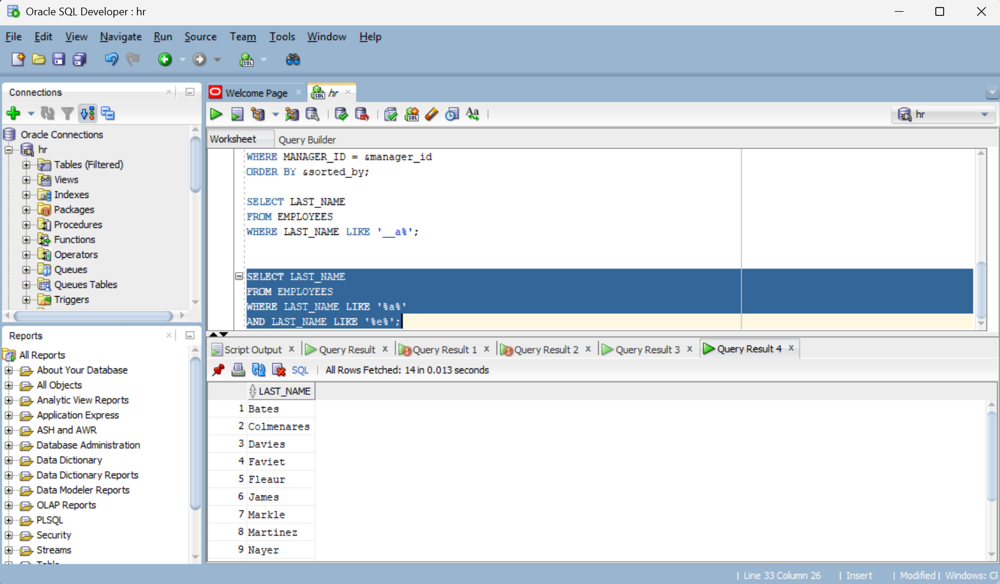 Oracle SQL Developer : hr
File Edit View Navigate Run Source Team Tools Window Help
Connections
Oracle Connections
hr
Tables (Filtered)
Views
Indexes
Packages
Procedures
Functions
Operators
Queues
Queues Tables
Triggers
Reports
All Reports
About Your Database
All Objects
Analytic View Reports
Application Express
ASH and AWR
Database Administration
Data Dictionary
Data Dictionary Reports
Data Modeler Reports
OLAP Reports
PLSQL
Security
Streams
Welcome Page hr
hr
Worksheet Query Builder
WHERE MANAGER_ID = &manager_id
ORDER BY &sorted_by;
SELECT LAST_NAME
FROM EMPLOYEES
WHERE LAST_NAME LIKE '__a%';
SELECT LAST_NAME
FROM EMPLOYEES
WHERE LAST_NAME LIKE '%a%'
AND LAST_NAME LIKE '%e%';
Script Output Query Result Query Result 1 Query Result 2 Query Result 3 Query Result 4
SQL All Rows Fetched: 14 in 0.013 seconds
LAST_NAME
1 Bates
2 Colmenares
3 Davies
4 Faviet
5 Fleaur
6 James
7 Markle
8 Martinez
9 Nayer
Line 33 Column 26 Insert Modified Windows: